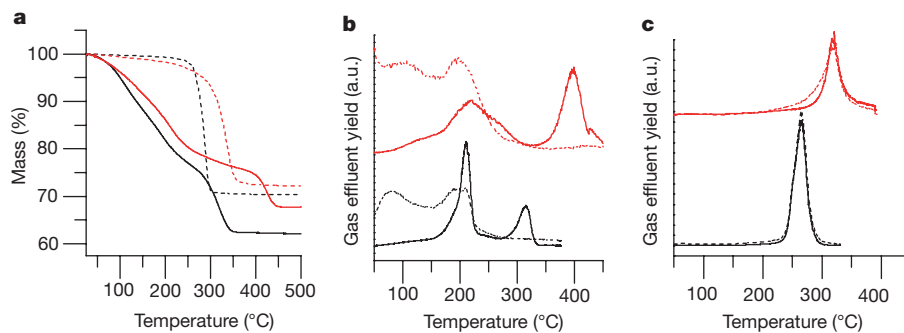 a
100
90
80
70
60
Mass (%)
100 200 300 400 500
Temperature (°C)
b
Gas effluent yield (a.u.)
100 200 300 400
Temperature (°C)
c
Gas effluent yield (a.u.)
100 200 300 400
Temperature (°C)